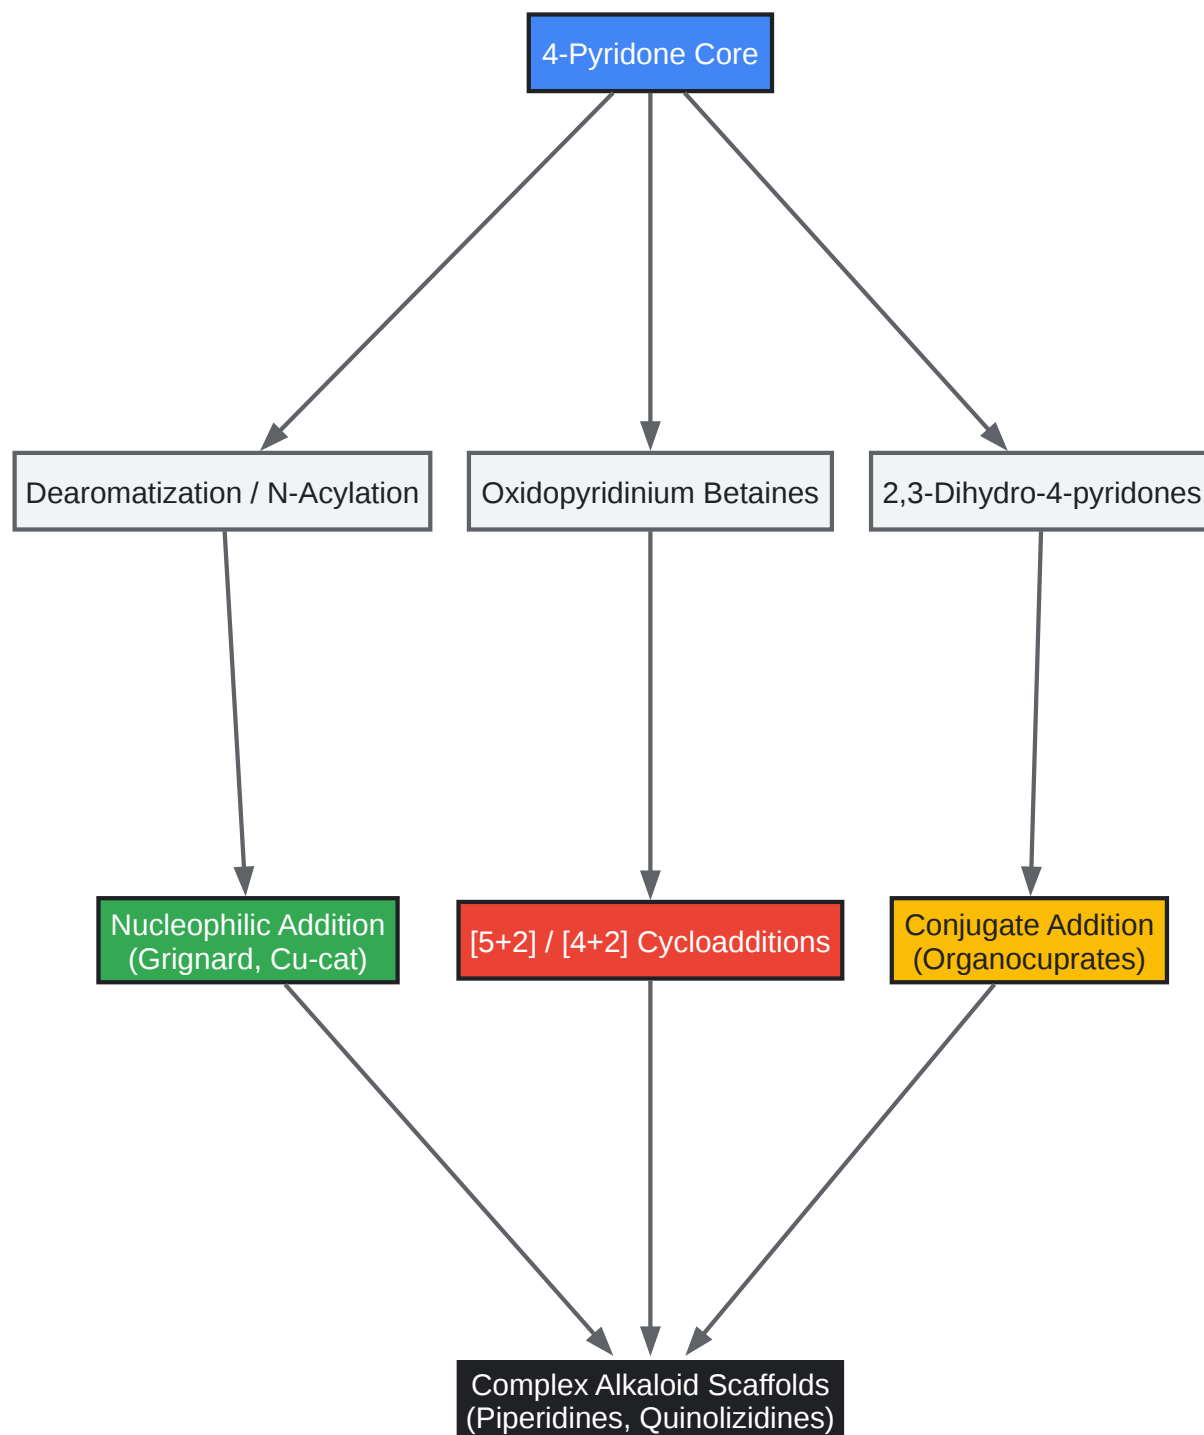 4-Pyridone Core
Dearomatization / N-Acylation
Oxidopyridinium Betaines
2,3-Dihydro-4-pyridones
Nucleophilic Addition
(Grignard, Cu-cat)
[5+2] / [4+2] Cycloadditions
Conjugate Addition
(Organocuprates)
Complex Alkaloid Scaffolds
(Piperidines, Quinolizidines)